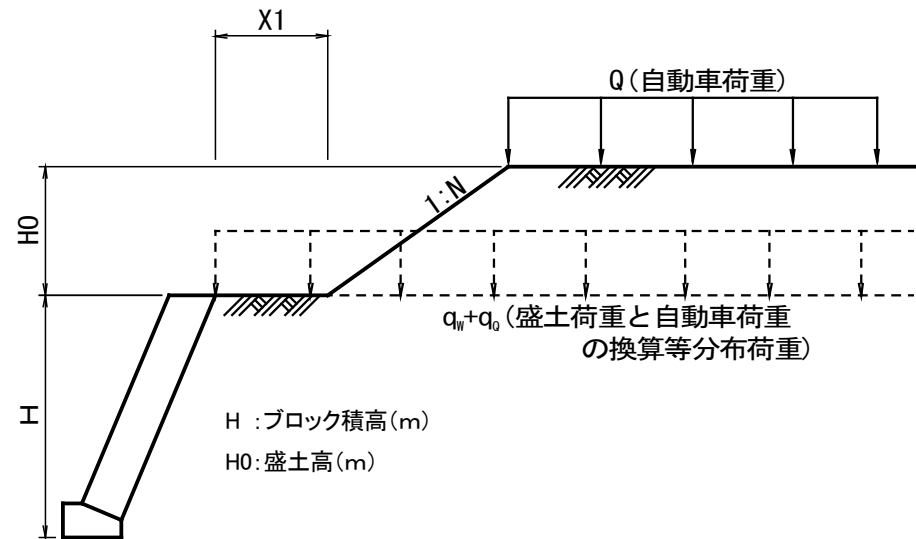 X1
Q(自動車荷重)
1:N
H0
qW+qQ(盛土荷重と自動車荷重
の換算等分布荷重)
H
H :ブロック積高(m)
H0:盛土高(m)